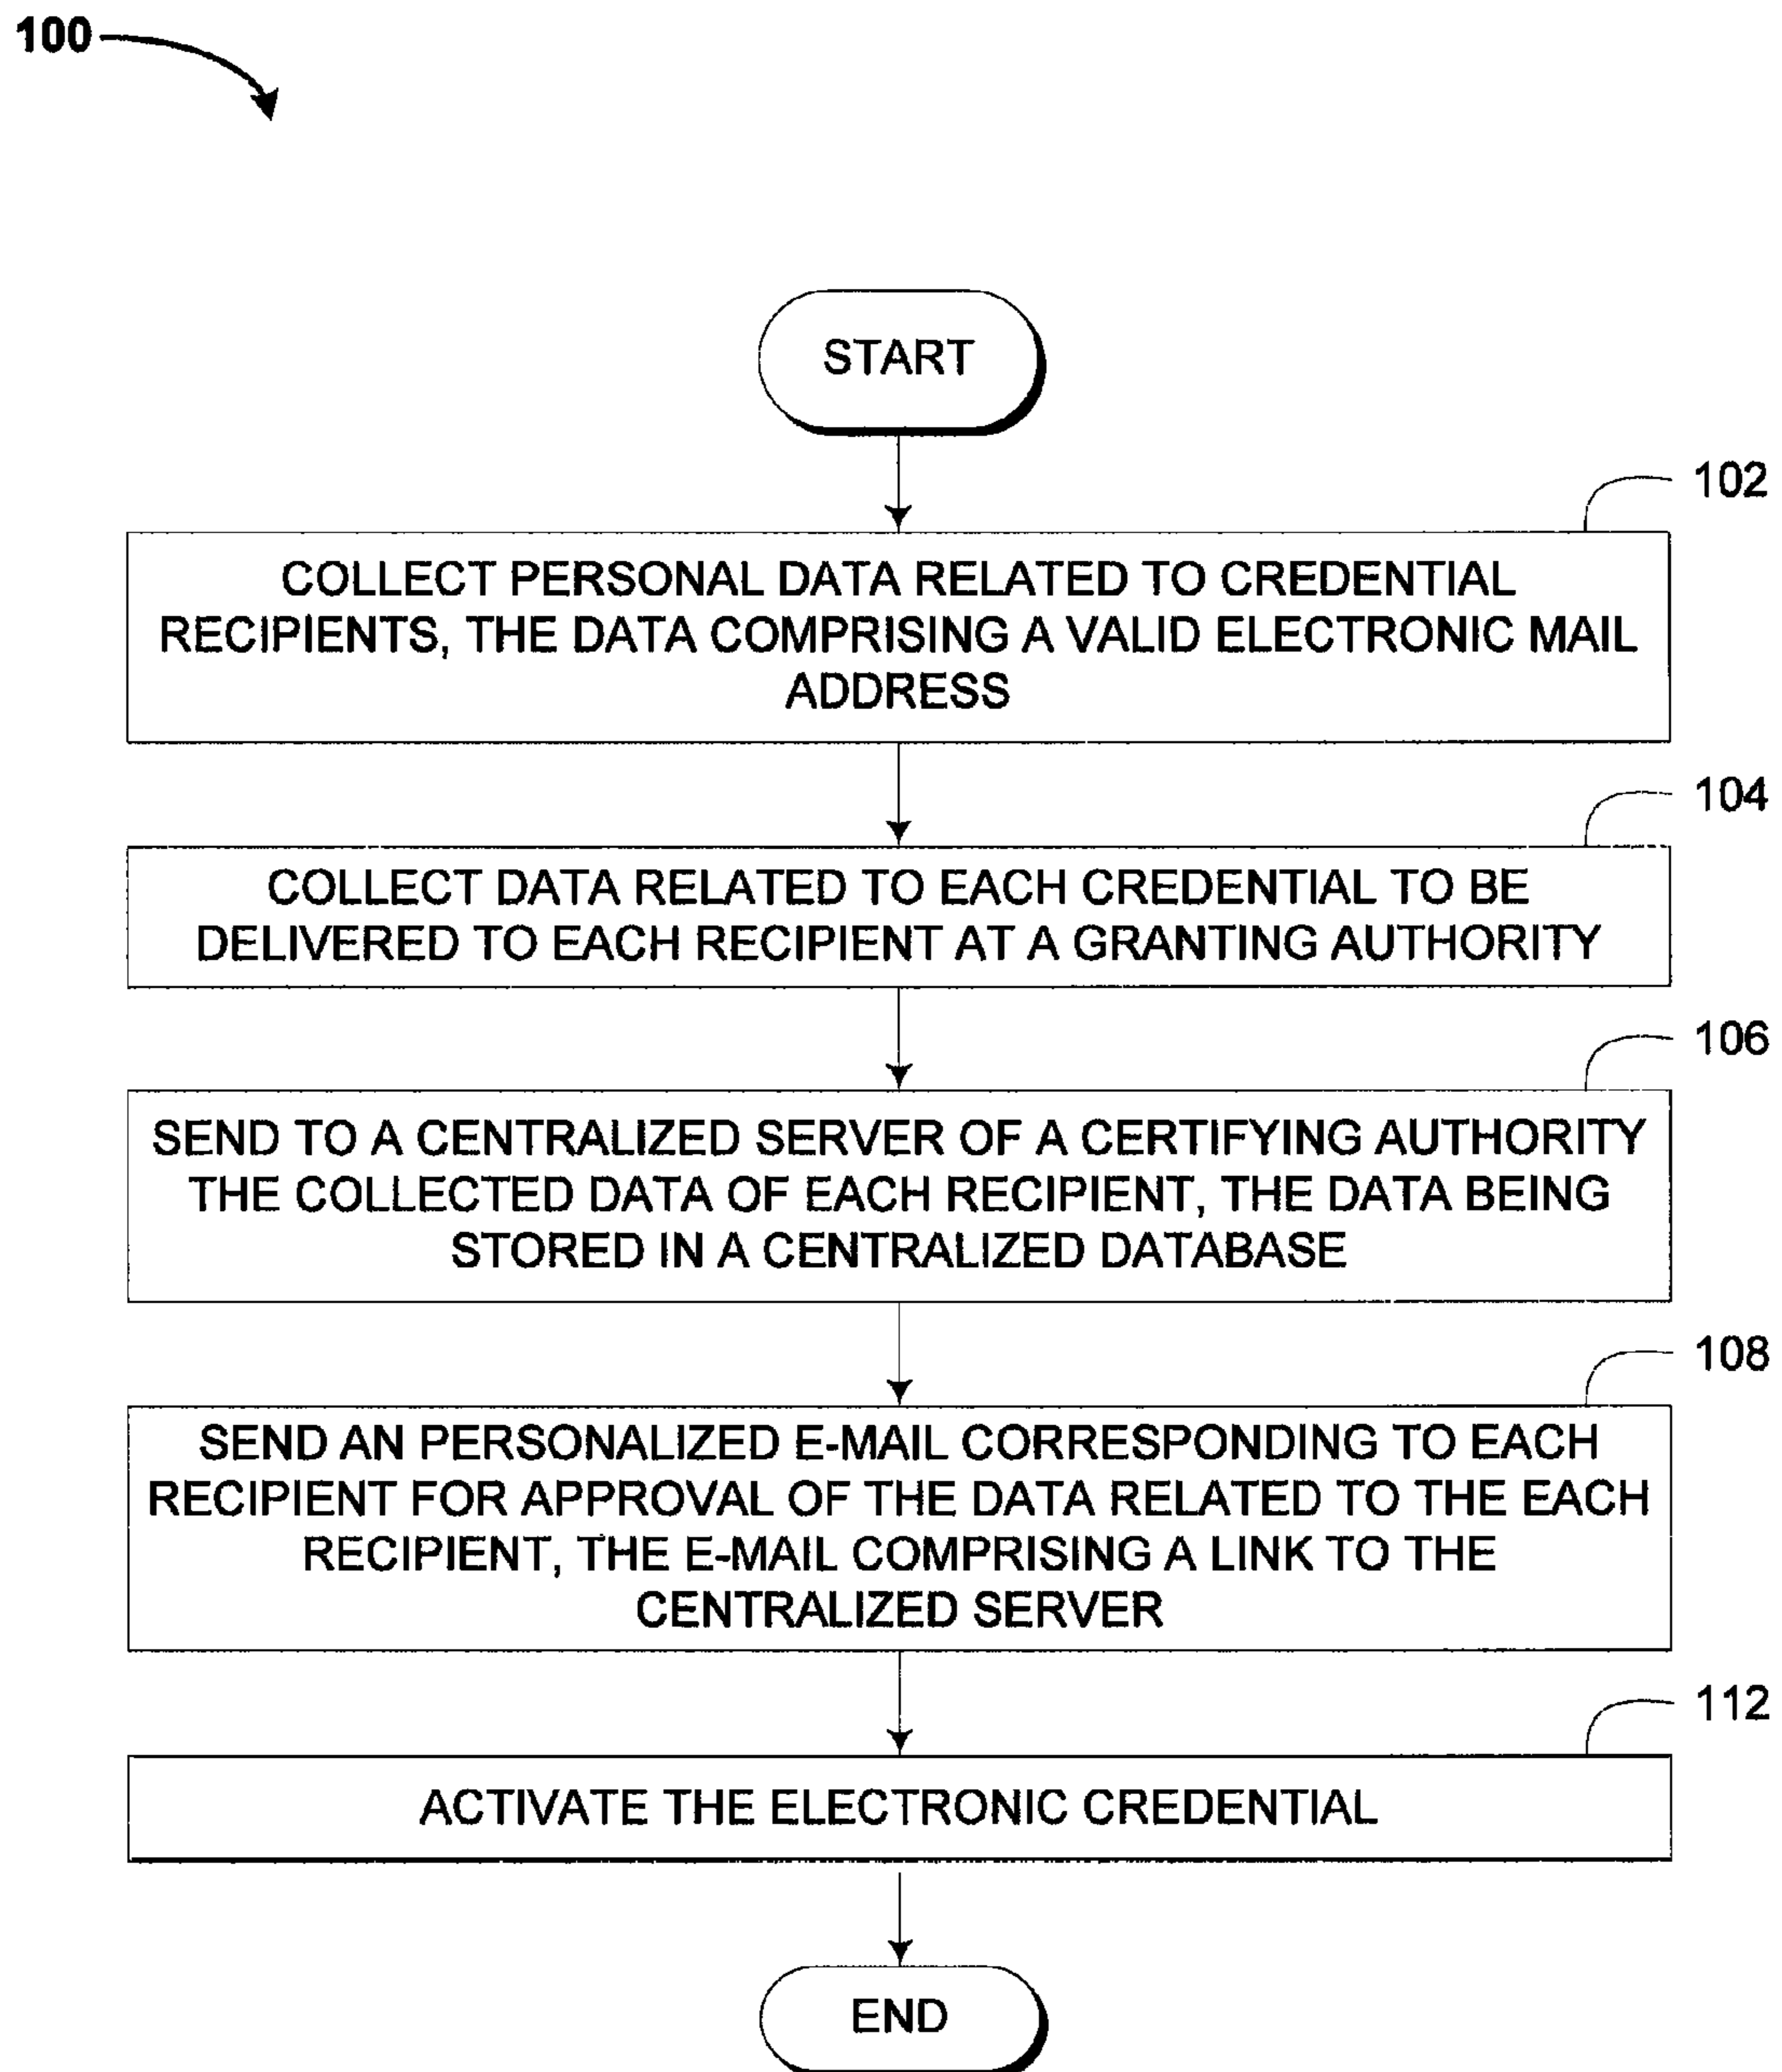 100
START
102
COLLECT PERSONAL DATA RELATED TO CREDENTIAL
RECIPIENTS, THE DATA COMPRISING A VALID ELECTRONIC MAIL
ADDRESS
104
COLLECT DATA RELATED TO EACH CREDENTIAL TO BE
DELIVERED TO EACH RECIPIENT AT A GRANTING AUTHORITY
106
SEND TO A CENTRALIZED SERVER OF A CERTIFYING AUTHORITY
THE COLLECTED DATA OF EACH RECIPIENT, THE DATA BEING
STORED IN A CENTRALIZED DATABASE
108
SEND AN PERSONALIZED E-MAIL CORRESPONDING TO EACH
RECIPIENT FOR APPROVAL OF THE DATA RELATED TO THE EACH
RECIPIENT, THE E-MAIL COMPRISING A LINK TO THE
CENTRALIZED SERVER
112
ACTIVATE THE ELECTRONIC CREDENTIAL
END